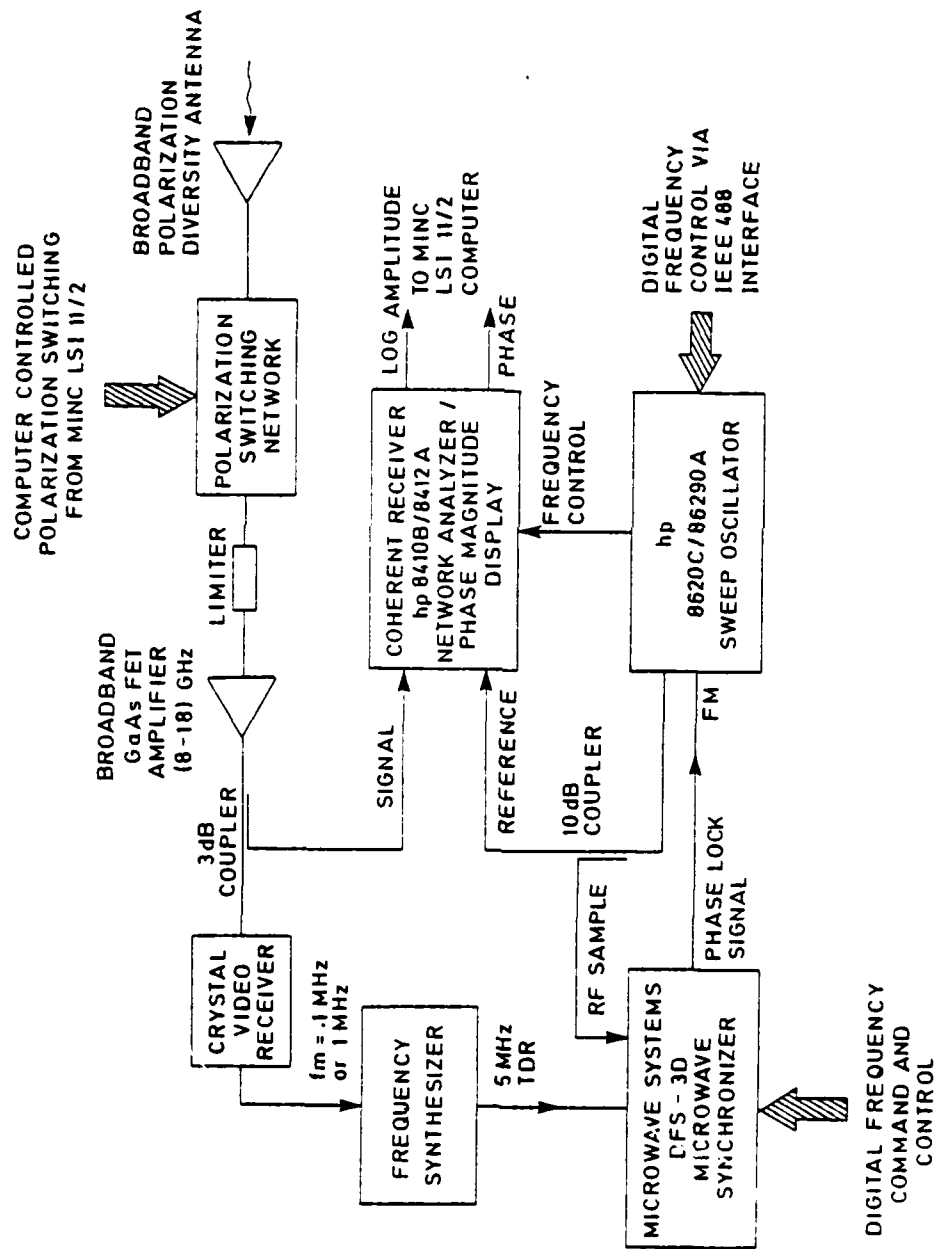 COMPUTER CONTROLLED
POLARIZATION SWITCHING
FROM MINC LSI 11/2
BROADBAND
POLARIZATION
DIVERSITY ANTENNA
POLARIZATION
SWITCHING
NETWORK
LIMITER
BROADBAND
GaAs FET
AMPLIFIER
(8-18) GHz
3dB
COUPLER
CRYSTAL
VIDEO
RECEIVER
fm = .1 MHz
or 1 MHz
FREQUENCY
SYNTHESIZER
5 MHz
TDR
SIGNAL
REFERENCE
COHERENT RECEIVER
hp 8410B/8412A
NETWORK ANALYZER/
PHASE MAGNITUDE
DISPLAY
LOG AMPLITUDE
TO MINC
LSI 11/2
COMPUTER
PHASE
FREQUENCY
CONTROL
10dB
COUPLER
RF SAMPLE
MICROWAVE SYSTEMS
DFS-3D
MICROWAVE
SYNCHRONIZER
PHASE LOCK
SIGNAL
FM
hp
8620C/86290A
SWEEP OSCILLATOR
DIGITAL
FREQUENCY
CONTROL VIA
IEEE 488
INTERFACE
DIGITAL FREQUENCY
COMMAND AND
CONTROL